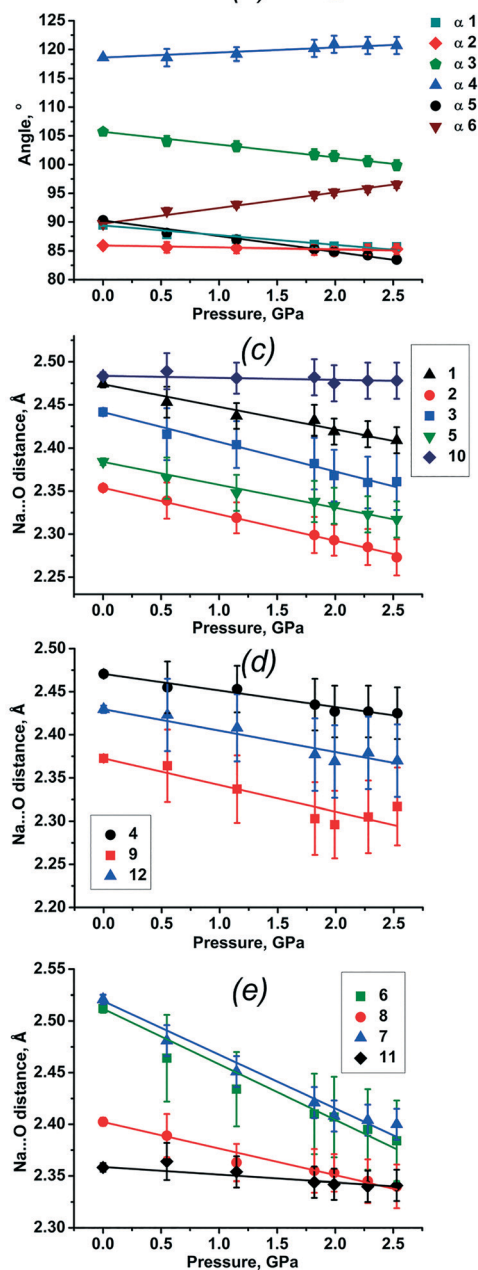 α 1
α 2
α 3
α 4
α 5
α 6
125
120
115
110
105
100
95
90
85
80
Angle, °
0.0 0.5 1.0 1.5 2.0 2.5
Pressure, GPa
(c)
2.50
2.45
2.40
2.35
2.30
2.25
Na...O distance, Å
1
2
3
5
10
0.0 0.5 1.0 1.5 2.0 2.5
Pressure, GPa
(d)
2.50
2.45
2.40
2.35
2.30
2.25
2.20
Na...O distance, Å
4
9
12
0.0 0.5 1.0 1.5 2.0 2.5
Pressure, GPa
(e)
2.55
2.50
2.45
2.40
2.35
2.30
Na...O distance, Å
6
8
7
11
0.0 0.5 1.0 1.5 2.0 2.5
Pressure, GPa